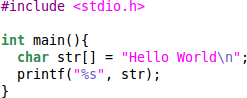 #include <stdio.h>

int main(){
  char str[] = "Hello World\n";
  printf("%s", str);
}